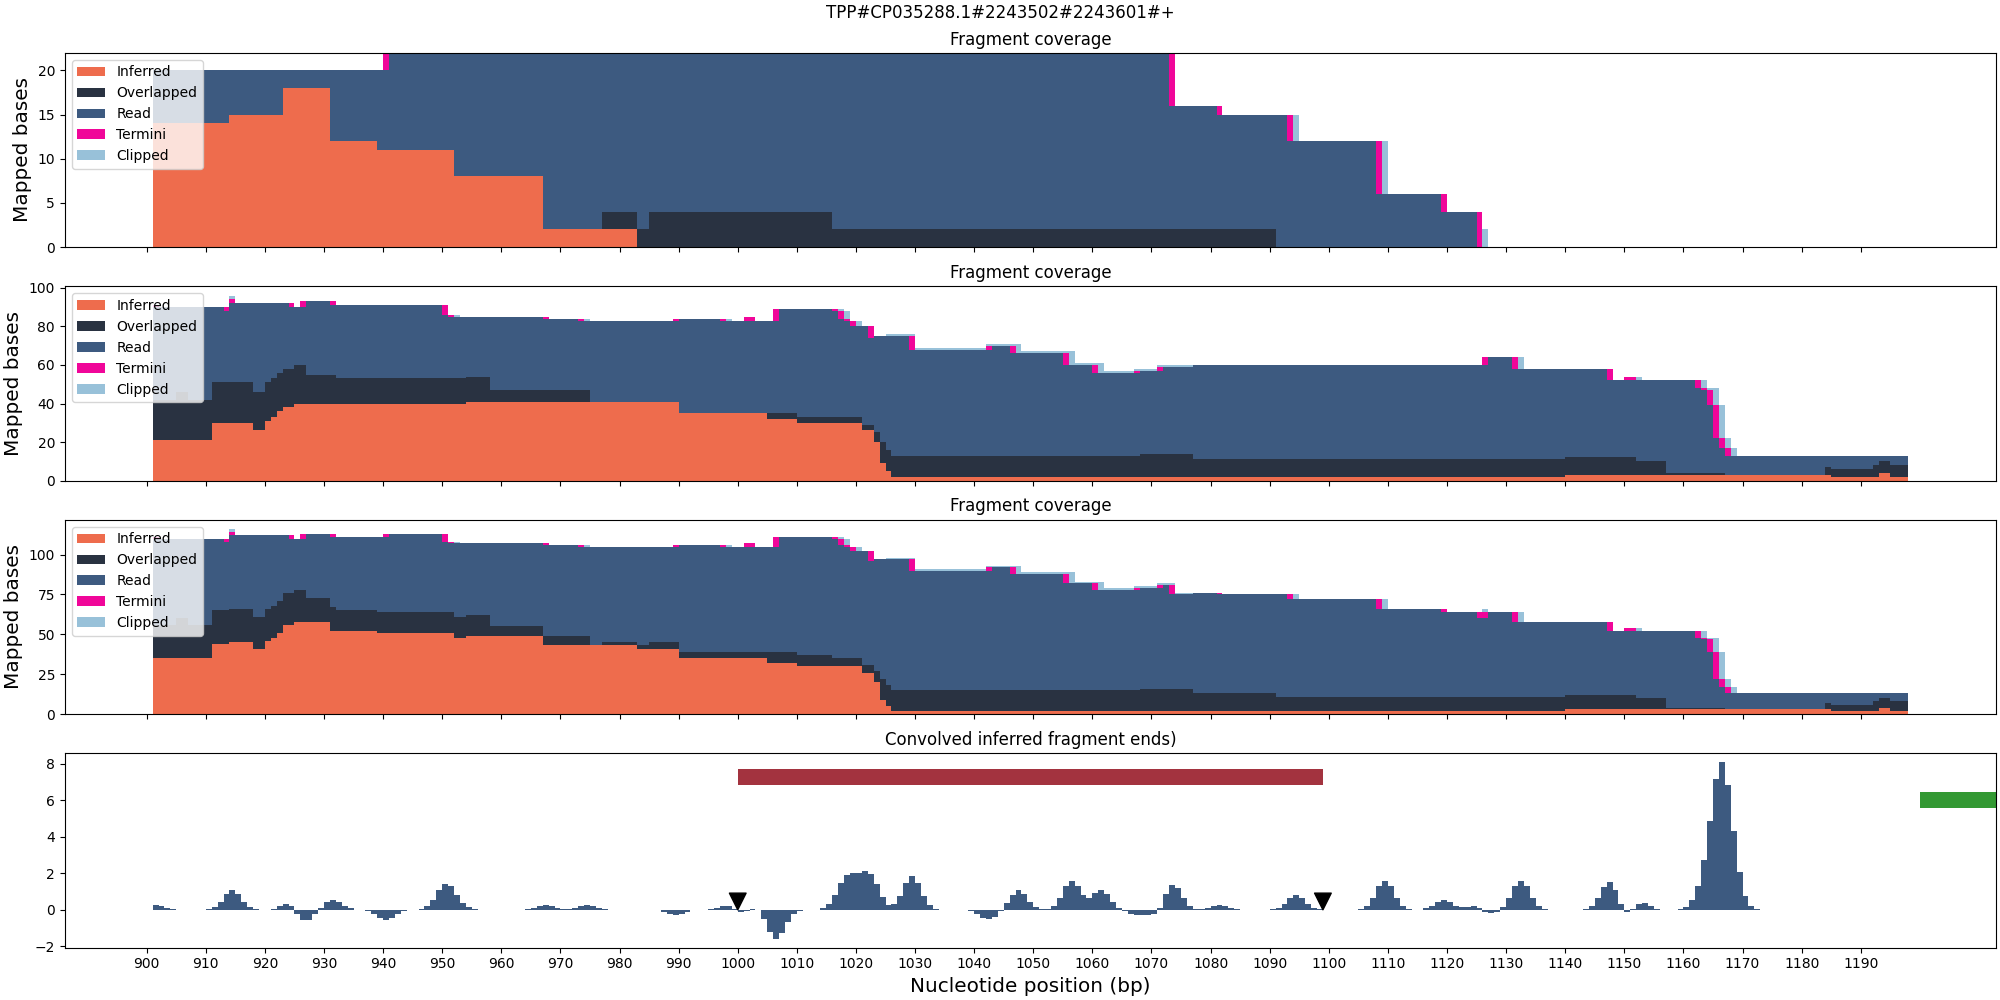 TPP#CP035288.1#2243502#2243601#+
Fragment coverage
Mapped bases
20
15
10
5
0
Inferred
Overlapped
Read
Termini
Clipped
Fragment coverage
Mapped bases
100
80
60
40
20
0
Inferred
Overlapped
Read
Termini
Clipped
Fragment coverage
Mapped bases
100
75
50
25
0
Inferred
Overlapped
Read
Termini
Clipped
Convolved inferred fragment ends)
8
6
4
2
0
−2
900 910 920 930 940 950 960 970 980 990 1000 1010 1020 1030 1040 1050 1060 1070 1080 1090 1100 1110 1120 1130 1140 1150 1160 1170 1180 1190
Nucleotide position (bp)